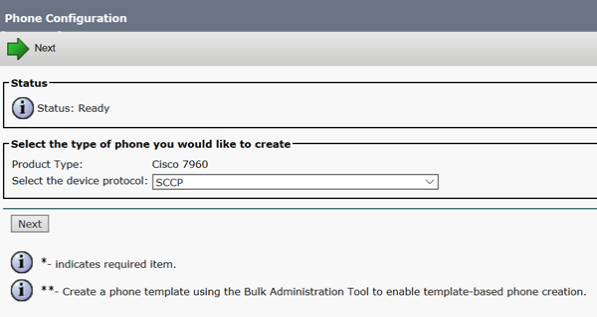 Phone Configuration
Next
Status
Status: Ready
Select the type of phone you would like to create
Product Type: Cisco 7960
Select the device protocol: SCCP
Next
*- indicates required item.
**- Create a phone template using the Bulk Administration Tool to enable template-based phone creation.